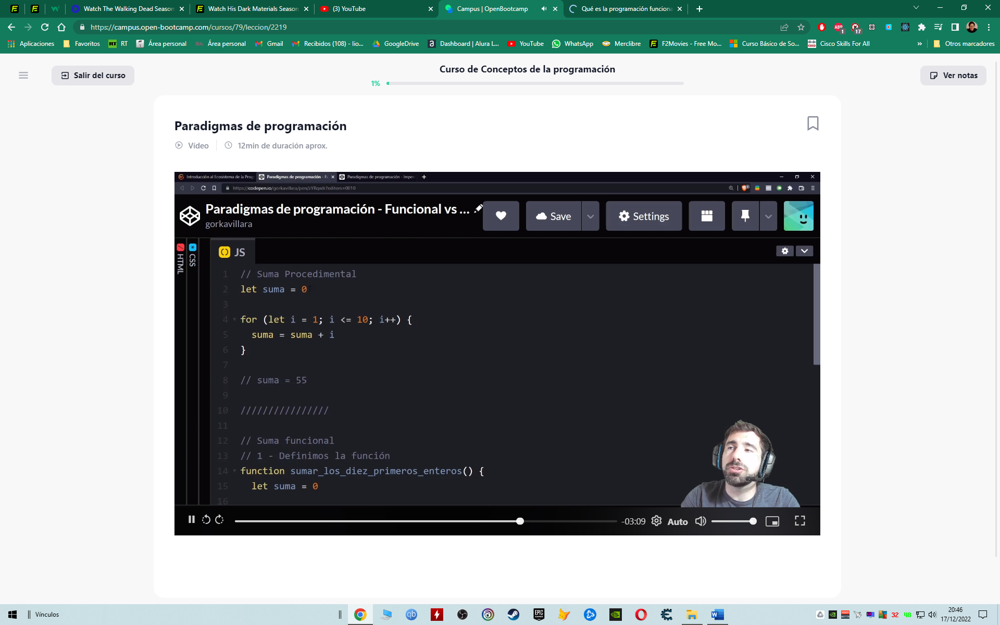 Watch The Walking Dead Season
Watch His Dark Materials Season
(3) YouTube
Campus | OpenBootcamp
Qué es la programación funciona
https://campus.open-bootcamp.com/cursos/79/leccion/2219
Aplicaciones
Favoritos
RT
Área personal
Área personal
Gmail
Recibidos (108) - lio...
GoogleDrive
Dashboard | Alura L...
YouTube
WhatsApp
Merclibre
F2Movies - Free Mo...
Curso Básico de So...
Cisco Skills For All
»
Otros marcadores
Salir del curso
Curso de Conceptos de la programación
1%
Ver notas
Paradigmas de programación
Vídeo
12min de duración aprox.
Introducción al Ecosistema de la Prog
Paradigmas de programación - F
Paradigmas de programación - Imper
https://codepen.io/gorkavillara/pen/zYRqxdr?editors=0010
Paradigmas de programación - Funcional vs ...
gorkavillara
Save
Settings
HTML
CSS
JS
1 // Suma Procedimental
2 let suma = 0
3
4 for (let i = 1; i <= 10; i++) {
5 suma = suma + i
6 }
7
8 // suma = 55
9
10 ////////////////
11
12 // Suma funcional
13 // 1 - Definimos la función
14 function sumar_los_diez_primeros_enteros() {
15 let suma = 0
16
-03:09
Auto
Vínculos
32
48
20:46
17/12/2022